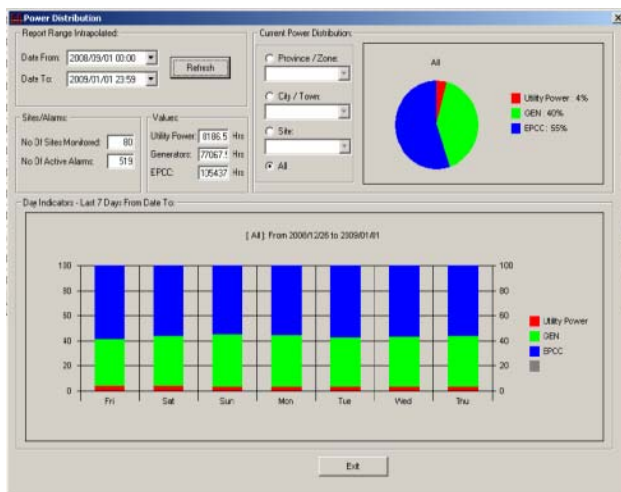 Power Distribution
Report Range Intrapolated:
Date From: 2008/09/01 00:00
Date To: 2009/01/01 23:59
Refresh
Current Power Distribution:
Province / Zone:
City / Town:
Site:
All
All
Utility Power : 4%
GEN : 40%
EPCC : 55%
Sites/Alarms:
No Of Sites Monitored: 80
No Of Active Alarms: 519
Values:
Utility Power: 8186.5 Hrs
Generators: 77067.5 Hrs
EPCC: 105437 Hrs
Day Indicators - Last 7 Days From Date To:
[ All ]: From 2008/12/26 to 2009/01/01
100 100
80 80
60 60
40 40
20 20
0 0
Fri Sat Sun Mon Tue Wed Thu
Utility Power
GEN
EPCC
Exit